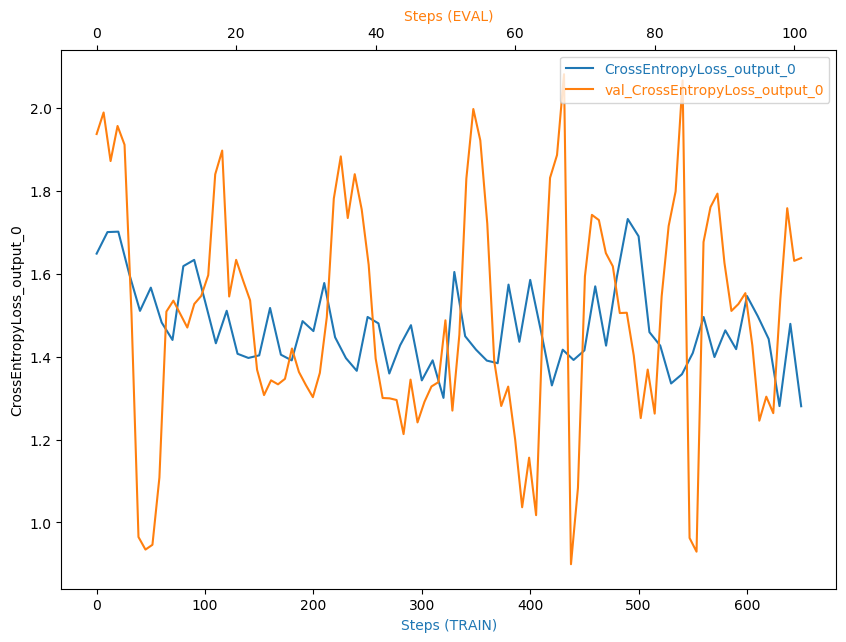 Steps (EVAL)
0 20 40 60 80 100
CrossEntropyLoss_output_0
val_CrossEntropyLoss_output_0
CrossEntropyLoss_output_0
2.0
1.8
1.6
1.4
1.2
1.0
0 100 200 300 400 500 600
Steps (TRAIN)